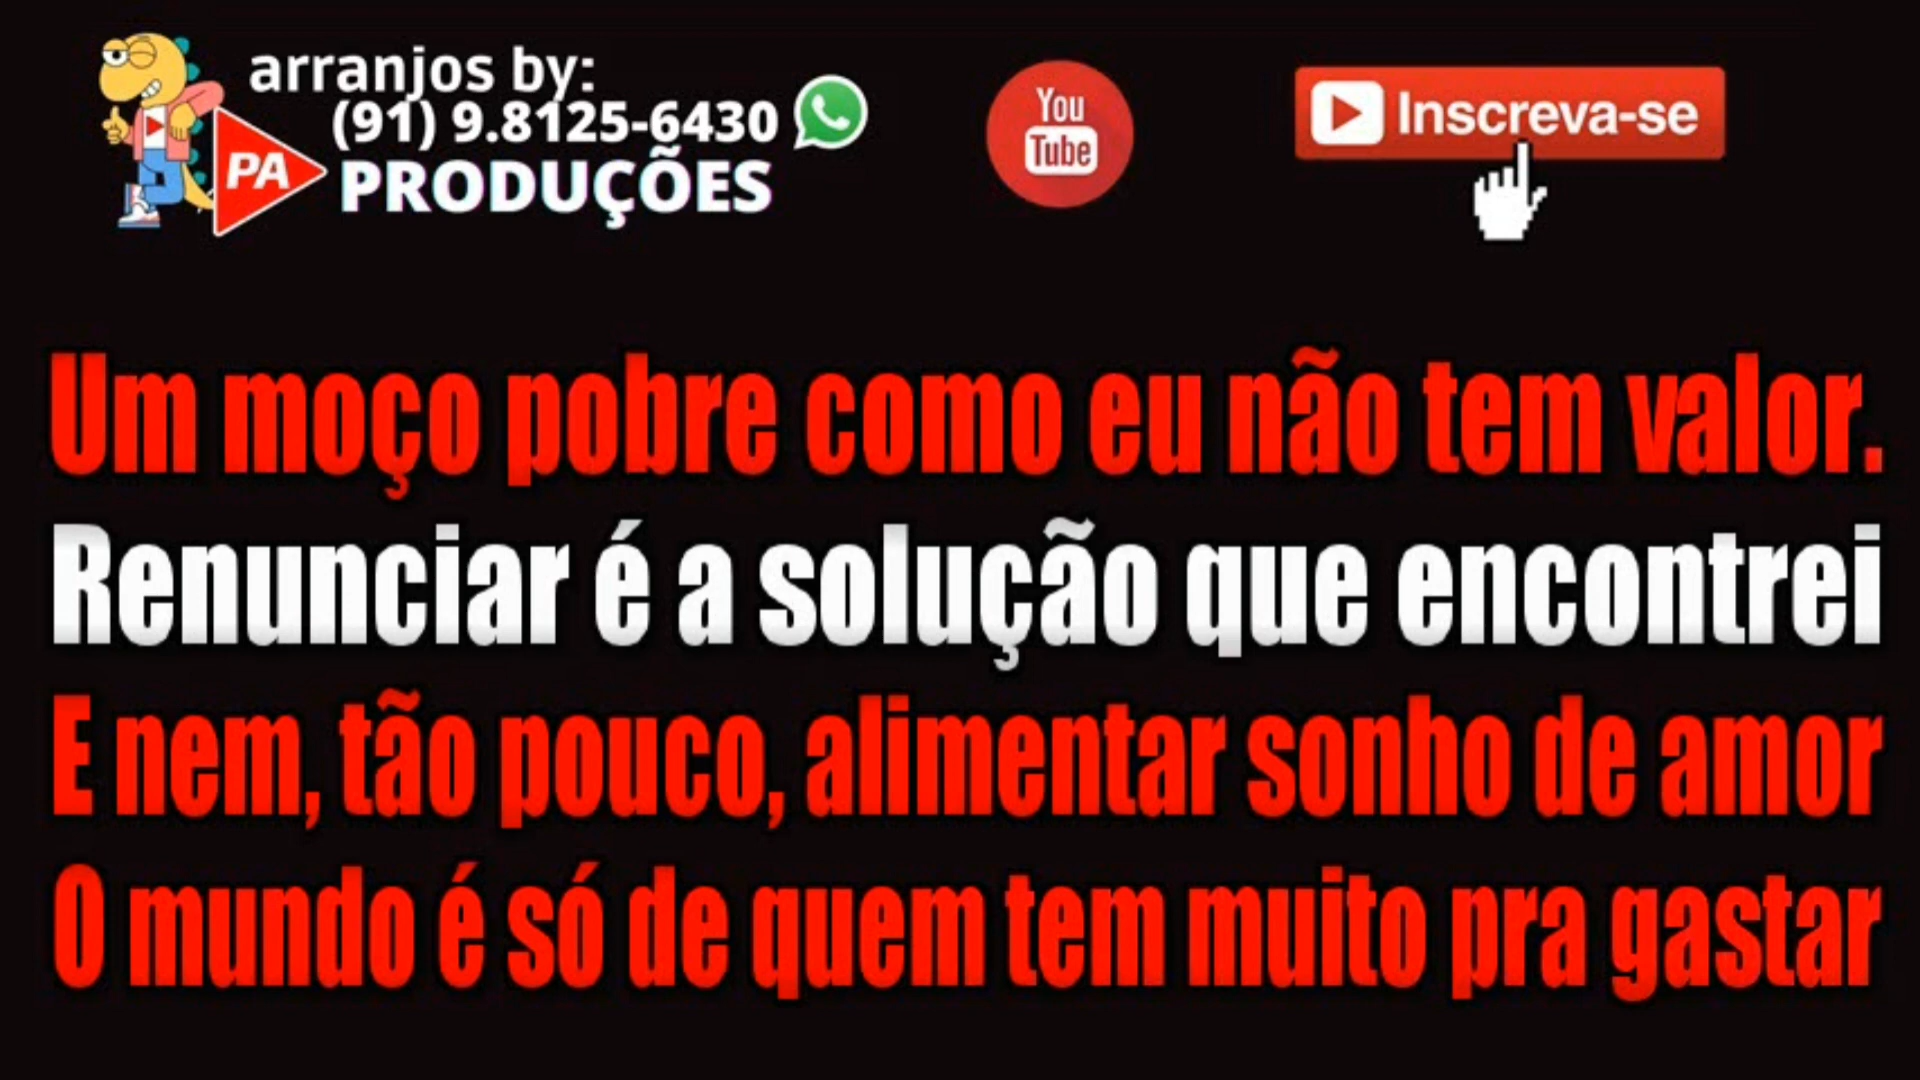 arranjos by:
(91) 9.8125-6430
PA
PRODUÇÕES
You
Tube
Inscreva-se
Um moço pobre como eu não tem valor.
Renunciar é a solução que encontrei
E nem, tão pouco, alimentar sonho de amor
O mundo é só de quem tem muito pra gastar